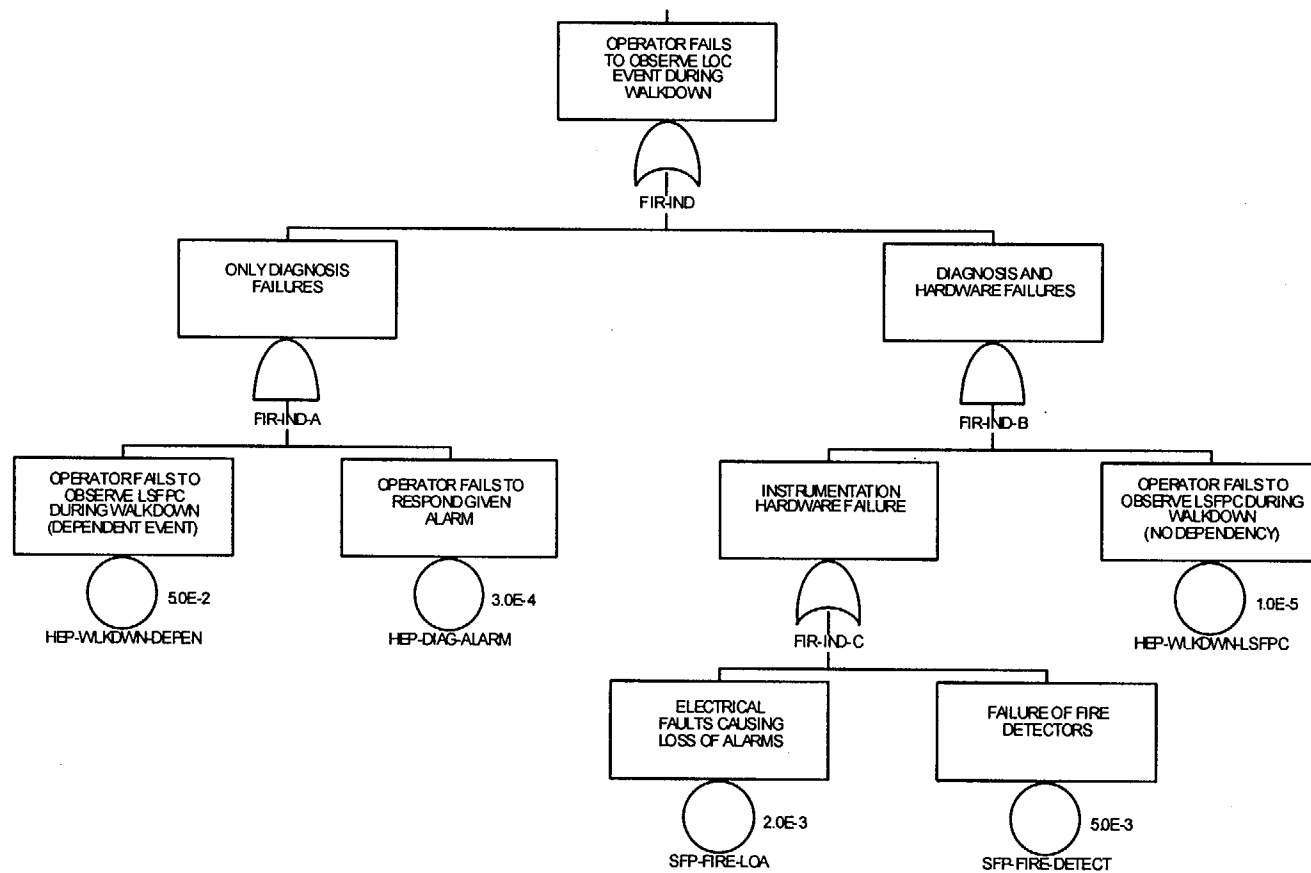 OPERATOR FAILS
TO OBSERVE LOC
EVENT DURING
WALKDOWN
FIR-IND
ONLY DIAGNOSIS
FAILURES
DIAGNOSIS AND
HARDWARE FAILURES
FIR-IND-A
FIR-IND-B
OPERATOR FAILS TO
OBSERVE LSFPC
DURING WALKDOWN
(DEPENDENT EVENT)
OPERATOR FAILS TO
RESPOND GIVEN
ALARM
INSTRUMENTATION
HARDWARE FAILURE
OPERATOR FAILS TO
OBSERVE LSFPC DURING
WALKDOWN
(NO DEPENDENCY)
5.0E-2
HEP-WLKDWN-DEPEN
3.0E-4
HEP-DIAG-ALARM
FIR-IND-C
1.0E-5
HEP-WLKDWN-LSFPC
ELECTRICAL
FAULTS CAUSING
LOSS OF ALARMS
FAILURE OF FIRE
DETECTORS
2.0E-3
SFP-FIRE-LOA
5.0E-3
SFP-FIRE-DETECT